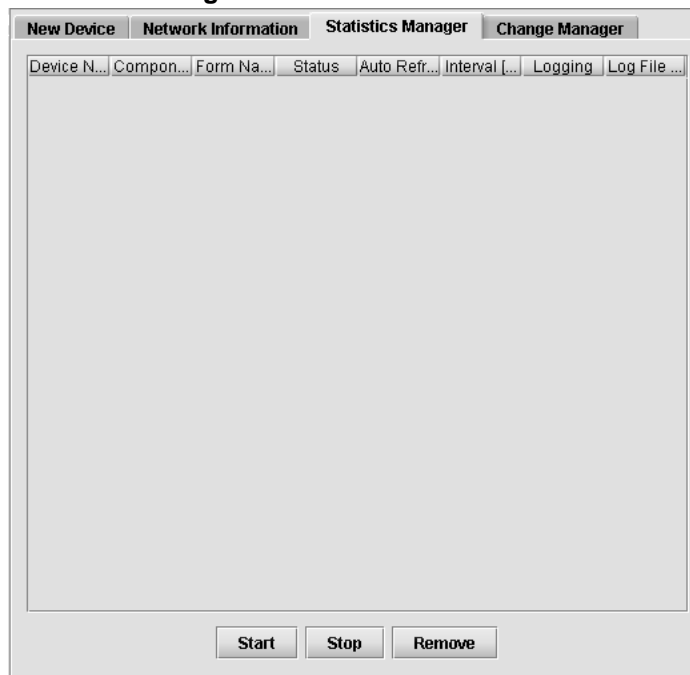 New Device Network Information Statistics Manager Change Manager
Device N... Compon... Form Na... Status Auto Refr... Interval [... Logging Log File ...
Start Stop Remove